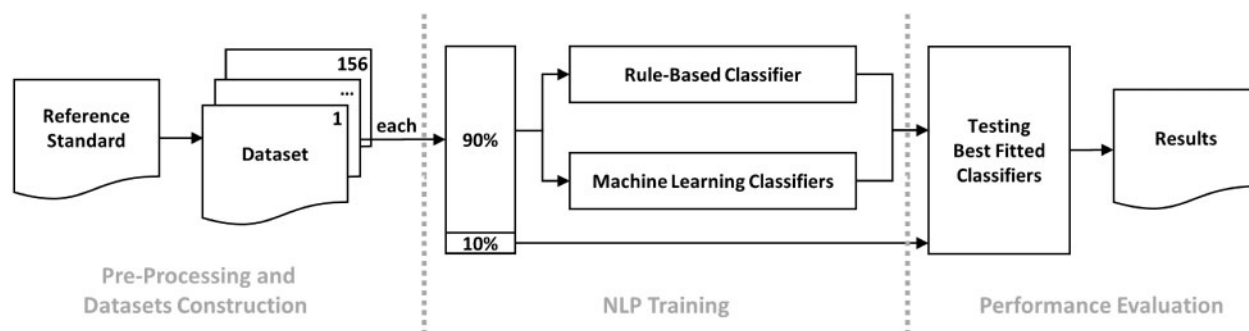 Reference
Standard
156
...
1
Dataset
each
90%
10%
Rule-Based Classifier
Machine Learning Classifiers
Testing
Best Fitted
Classifiers
Results
Pre-Processing and
Datasets Construction
NLP Training
Performance Evaluation